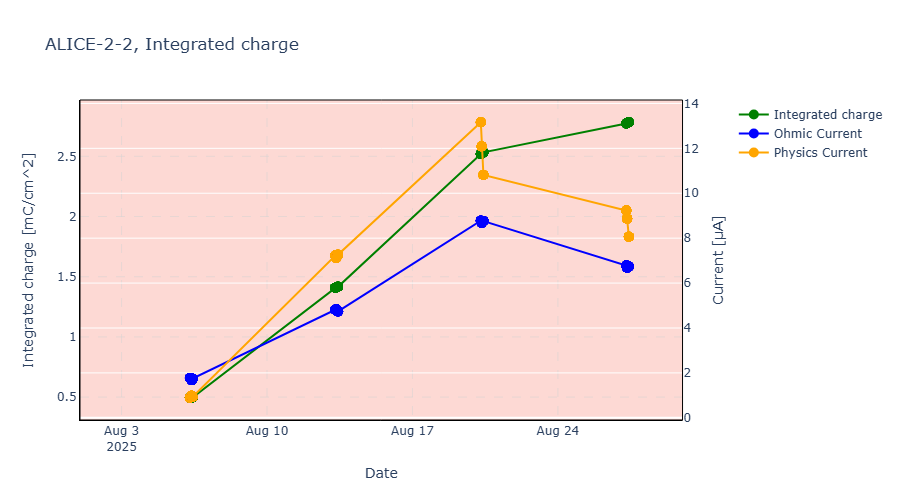 ALICE-2-2, Integrated charge
Integrated charge [mC/cm^2]
2.5
2
1.5
1
0.5
14
12
10
8
6
4
2
0
Current [μA]
Aug 3
2025
Aug 10
Aug 17
Aug 24
Date
Integrated charge
Ohmic Current
Physics Current